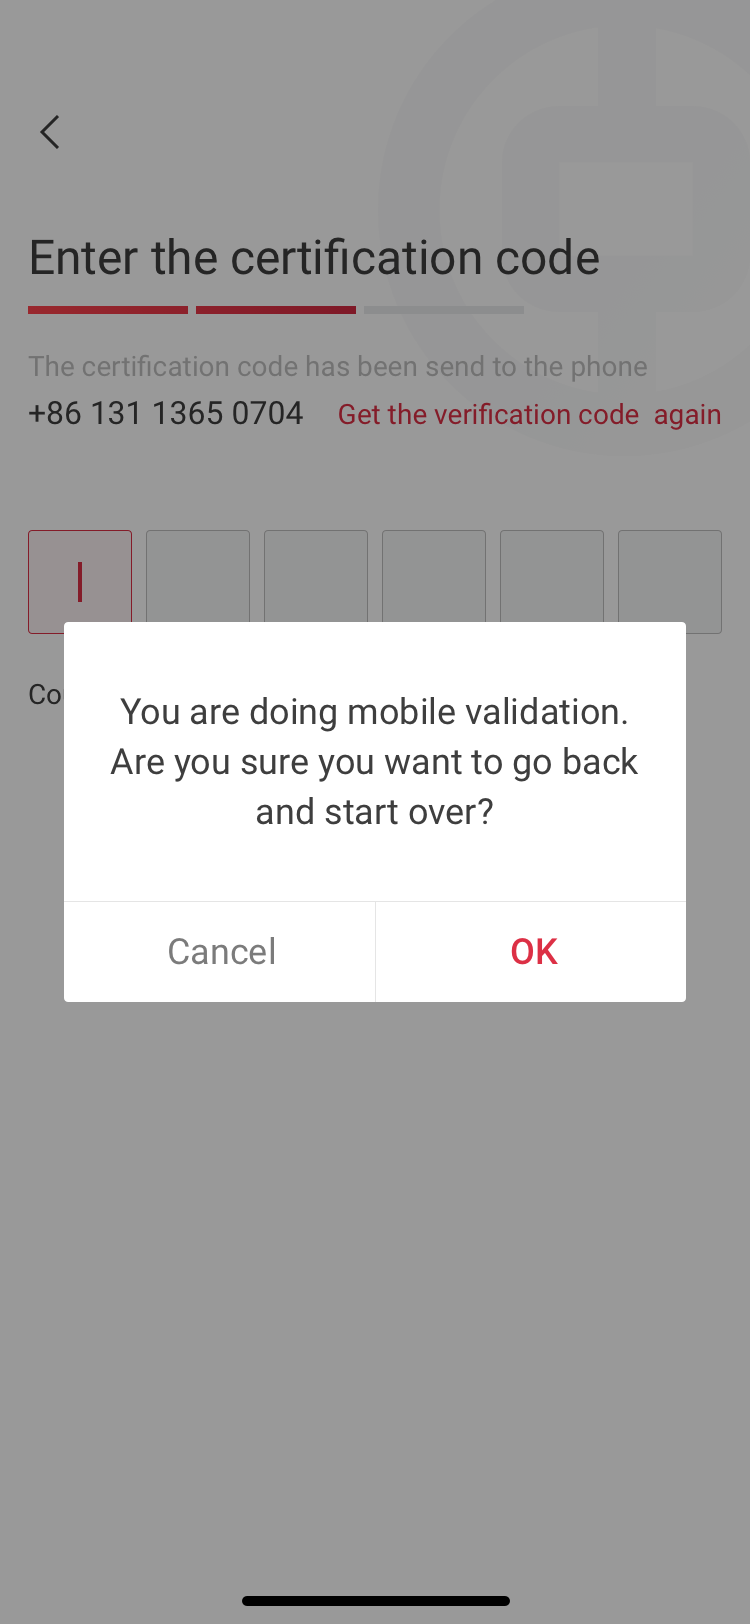 Enter the certification code
The certification code has been send to the phone
+86 131 1365 0704 Get the verification code again
Co
You are doing mobile validation.
Are you sure you want to go back
and start over?
Cancel OK